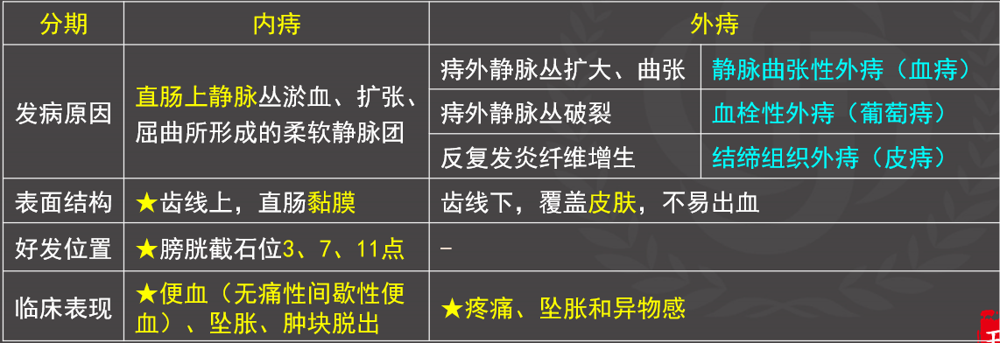 分期 内痔 外痔
发病原因
直肠上静脉丛淤血、扩张、
屈曲所形成的柔软静脉团
痔外静脉丛扩大、曲张 静脉曲张性外痔（血痔）
痔外静脉丛破裂 血栓性外痔（葡萄痔）
反复发炎纤维增生 结缔组织外痔（皮痔）
表面结构 ★齿线上，直肠黏膜 齿线下，覆盖皮肤，不易出血
好发位置 ★膀胱截石位3、7、11点 -
临床表现
★便血（无痛性间歇性便
血）、坠胀、肿块脱出
★疼痛、坠胀和异物感